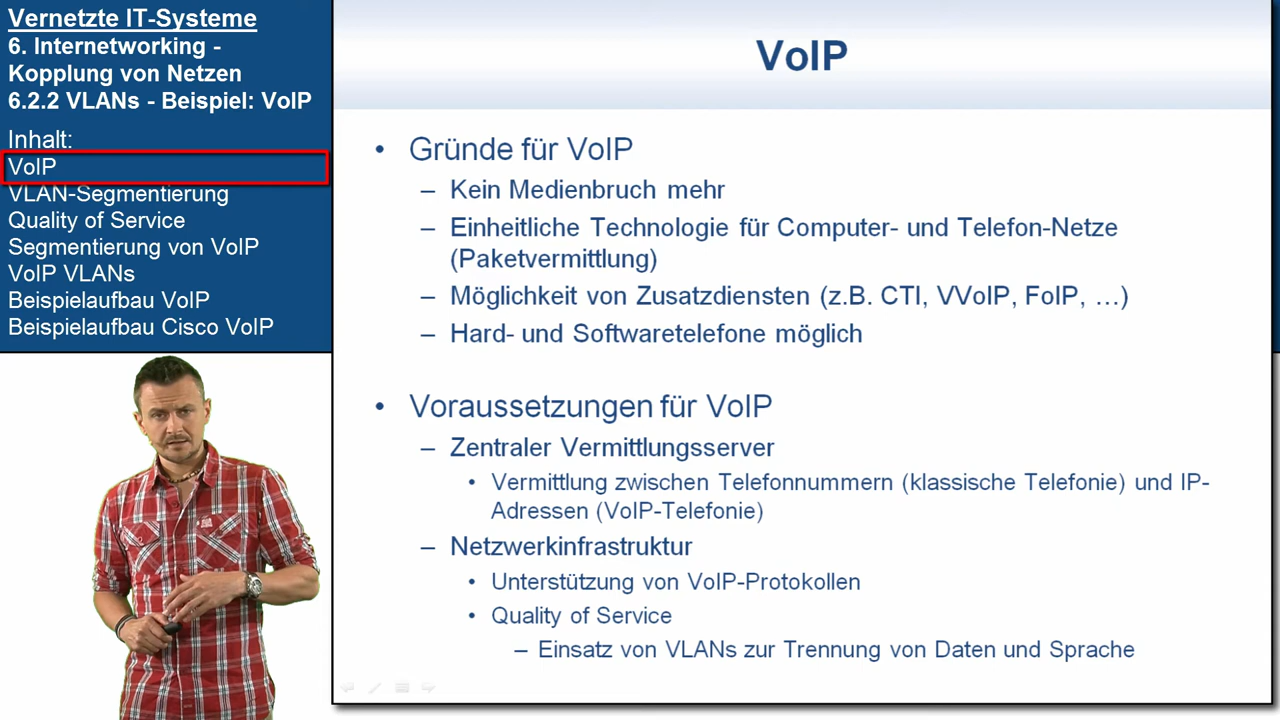 Vernetzte IT-Systeme
6. Internetworking -
Kopplung von Netzen
6.2.2 VLANs - Beispiel: VoIP
Inhalt:
VoIP
VLAN-Segmentierung
Quality of Service
Segmentierung von VoIP
VoIP VLANs
Beispielaufbau VoIP
Beispielaufbau Cisco VoIP
VoIP
• Gründe für VoIP
– Kein Medienbruch mehr
– Einheitliche Technologie für Computer- und Telefon-Netze
(Paketvermittlung)
– Möglichkeit von Zusatzdiensten (z.B. CTI, VVoIP, FoIP, …)
– Hard- und Softwaretelefone möglich
• Voraussetzungen für VoIP
– Zentraler Vermittlungsserver
• Vermittlung zwischen Telefonnummern (klassische Telefonie) und IP-
Adressen (VoIP-Telefonie)
– Netzwerkinfrastruktur
• Unterstützung von VoIP-Protokollen
• Quality of Service
– Einsatz von VLANs zur Trennung von Daten und Sprache